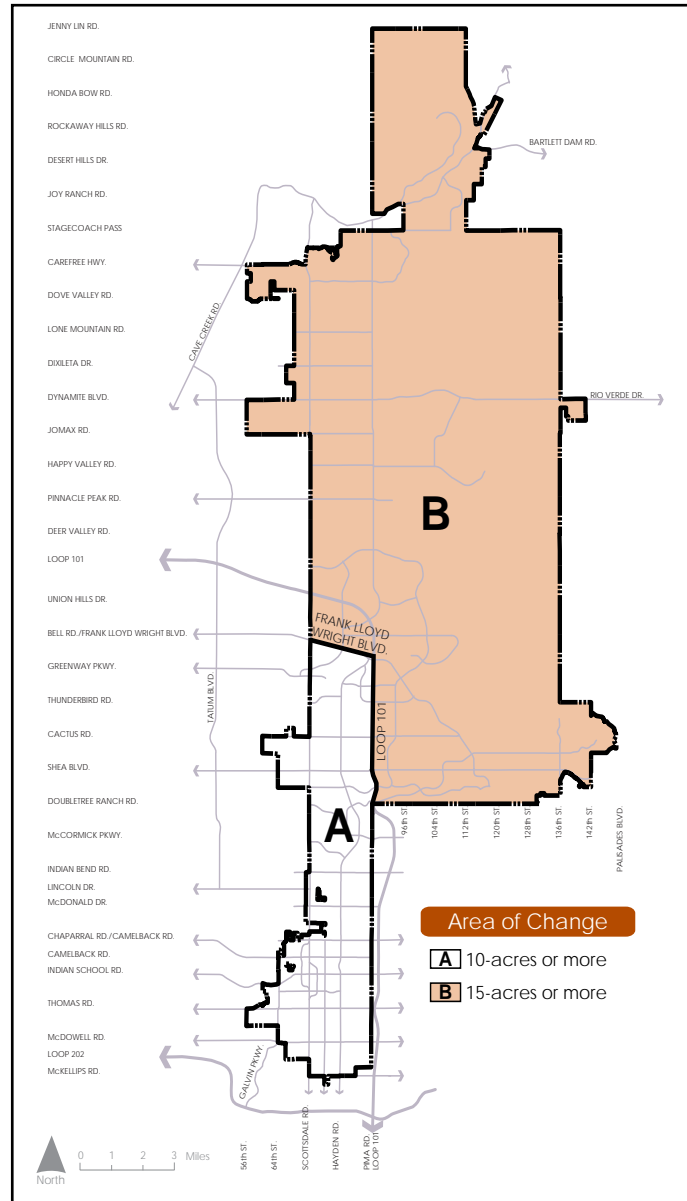 JENNY LIN RD.
CIRCLE MOUNTAIN RD.
HONDA BOW RD.
ROCKAWAY HILLS RD.
BARTLETT DAM RD.
DESERT HILLS DR.
JOY RANCH RD.
STAGECOACH PASS
CAREFREE HWY.
DOVE VALLEY RD.
CAVE CREEK RD.
LONE MOUNTAIN RD.
DIXILETA DR.
DYNAMITE BLVD.
RIO VERDE DR.
JOMAX RD.
HAPPY VALLEY RD.
PINNACLE PEAK RD.
B
DEER VALLEY RD.
LOOP 101
UNION HILLS DR.
FRANK LLOYD
WRIGHT BLVD.
BELL RD./FRANK LLOYD WRIGHT BLVD.
GREENWAY PKWY.
TATUM BLVD.
THUNDERBIRD RD.
LOOP 101
CACTUS RD.
SHEA BLVD.
DOUBLETREE RANCH RD.
A
96th ST.
104th ST.
112th ST.
120th ST.
128th ST.
136th ST.
142th ST.
PALISADES BLVD.
McCORMICK PKWY.
INDIAN BEND RD.
LINCOLN DR.
McDONALD DR.
CHAPARRAL RD./CAMELBACK RD.
CAMELBACK RD.
INDIAN SCHOOL RD.
THOMAS RD.
McDOWELL RD.
LOOP 202
McKELLIPS RD.
Area of Change
A 10-acres or more
B 15-acres or more
GALVIN PKWY.
56th ST.
64th ST.
SCOTTSDALE RD.
HAYDEN RD.
PIMA RD.
LOOP 101
0 1 2 3 Miles
North